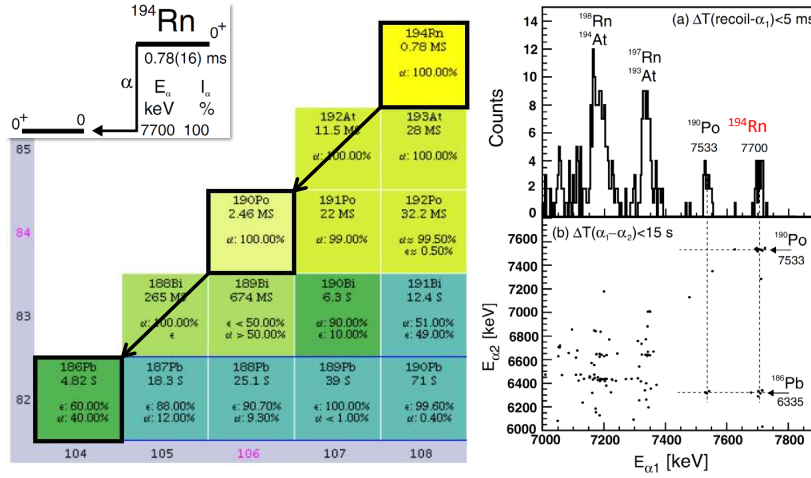 194Rn
0+
0.78(16) ms
α
Eα Iα
keV %
0+ 0
7700 100
194Rn
0.78 MS
α: 100.00%
192At
11.5 MS
α: 100.00%
193At
28 MS
α: 100.00%
190Po
2.46 MS
α: 100.00%
191Po
22 MS
α: 99.00%
192Po
32.2 MS
α≈ 99.50%
ε≈ 0.50%
188Bi
265 MS
α: 100.00%
ε
189Bi
674 MS
ε < 50.00%
α > 50.00%
190Bi
6.3 S
α: 90.00%
ε: 10.00%
191Bi
12.4 S
α: 51.00%
ε: 49.00%
186Pb
4.82 S
ε: 60.00%
α: 40.00%
187Pb
18.3 S
ε: 88.00%
α: 12.00%
188Pb
25.1 S
ε: 90.70%
α: 9.30%
189Pb
39 S
ε: 100.00%
α < 1.00%
190Pb
71 S
ε: 99.60%
α: 0.40%
85
84
83
82
104 105 106 107 108
(a) ΔT(recoil-α1)<5 ms
198Rn
194At
197Rn
193At
190Po
7533
194Rn
7700
Counts
14
12
10
8
6
4
2
0
(b) ΔT(α1−α2)<15 s
190Po
7533
186Pb
6335
Eα2 [keV]
7600
7400
7200
7000
6800
6600
6400
6200
6000
7000 7200 7400 7600 7800
Eα1 [keV]